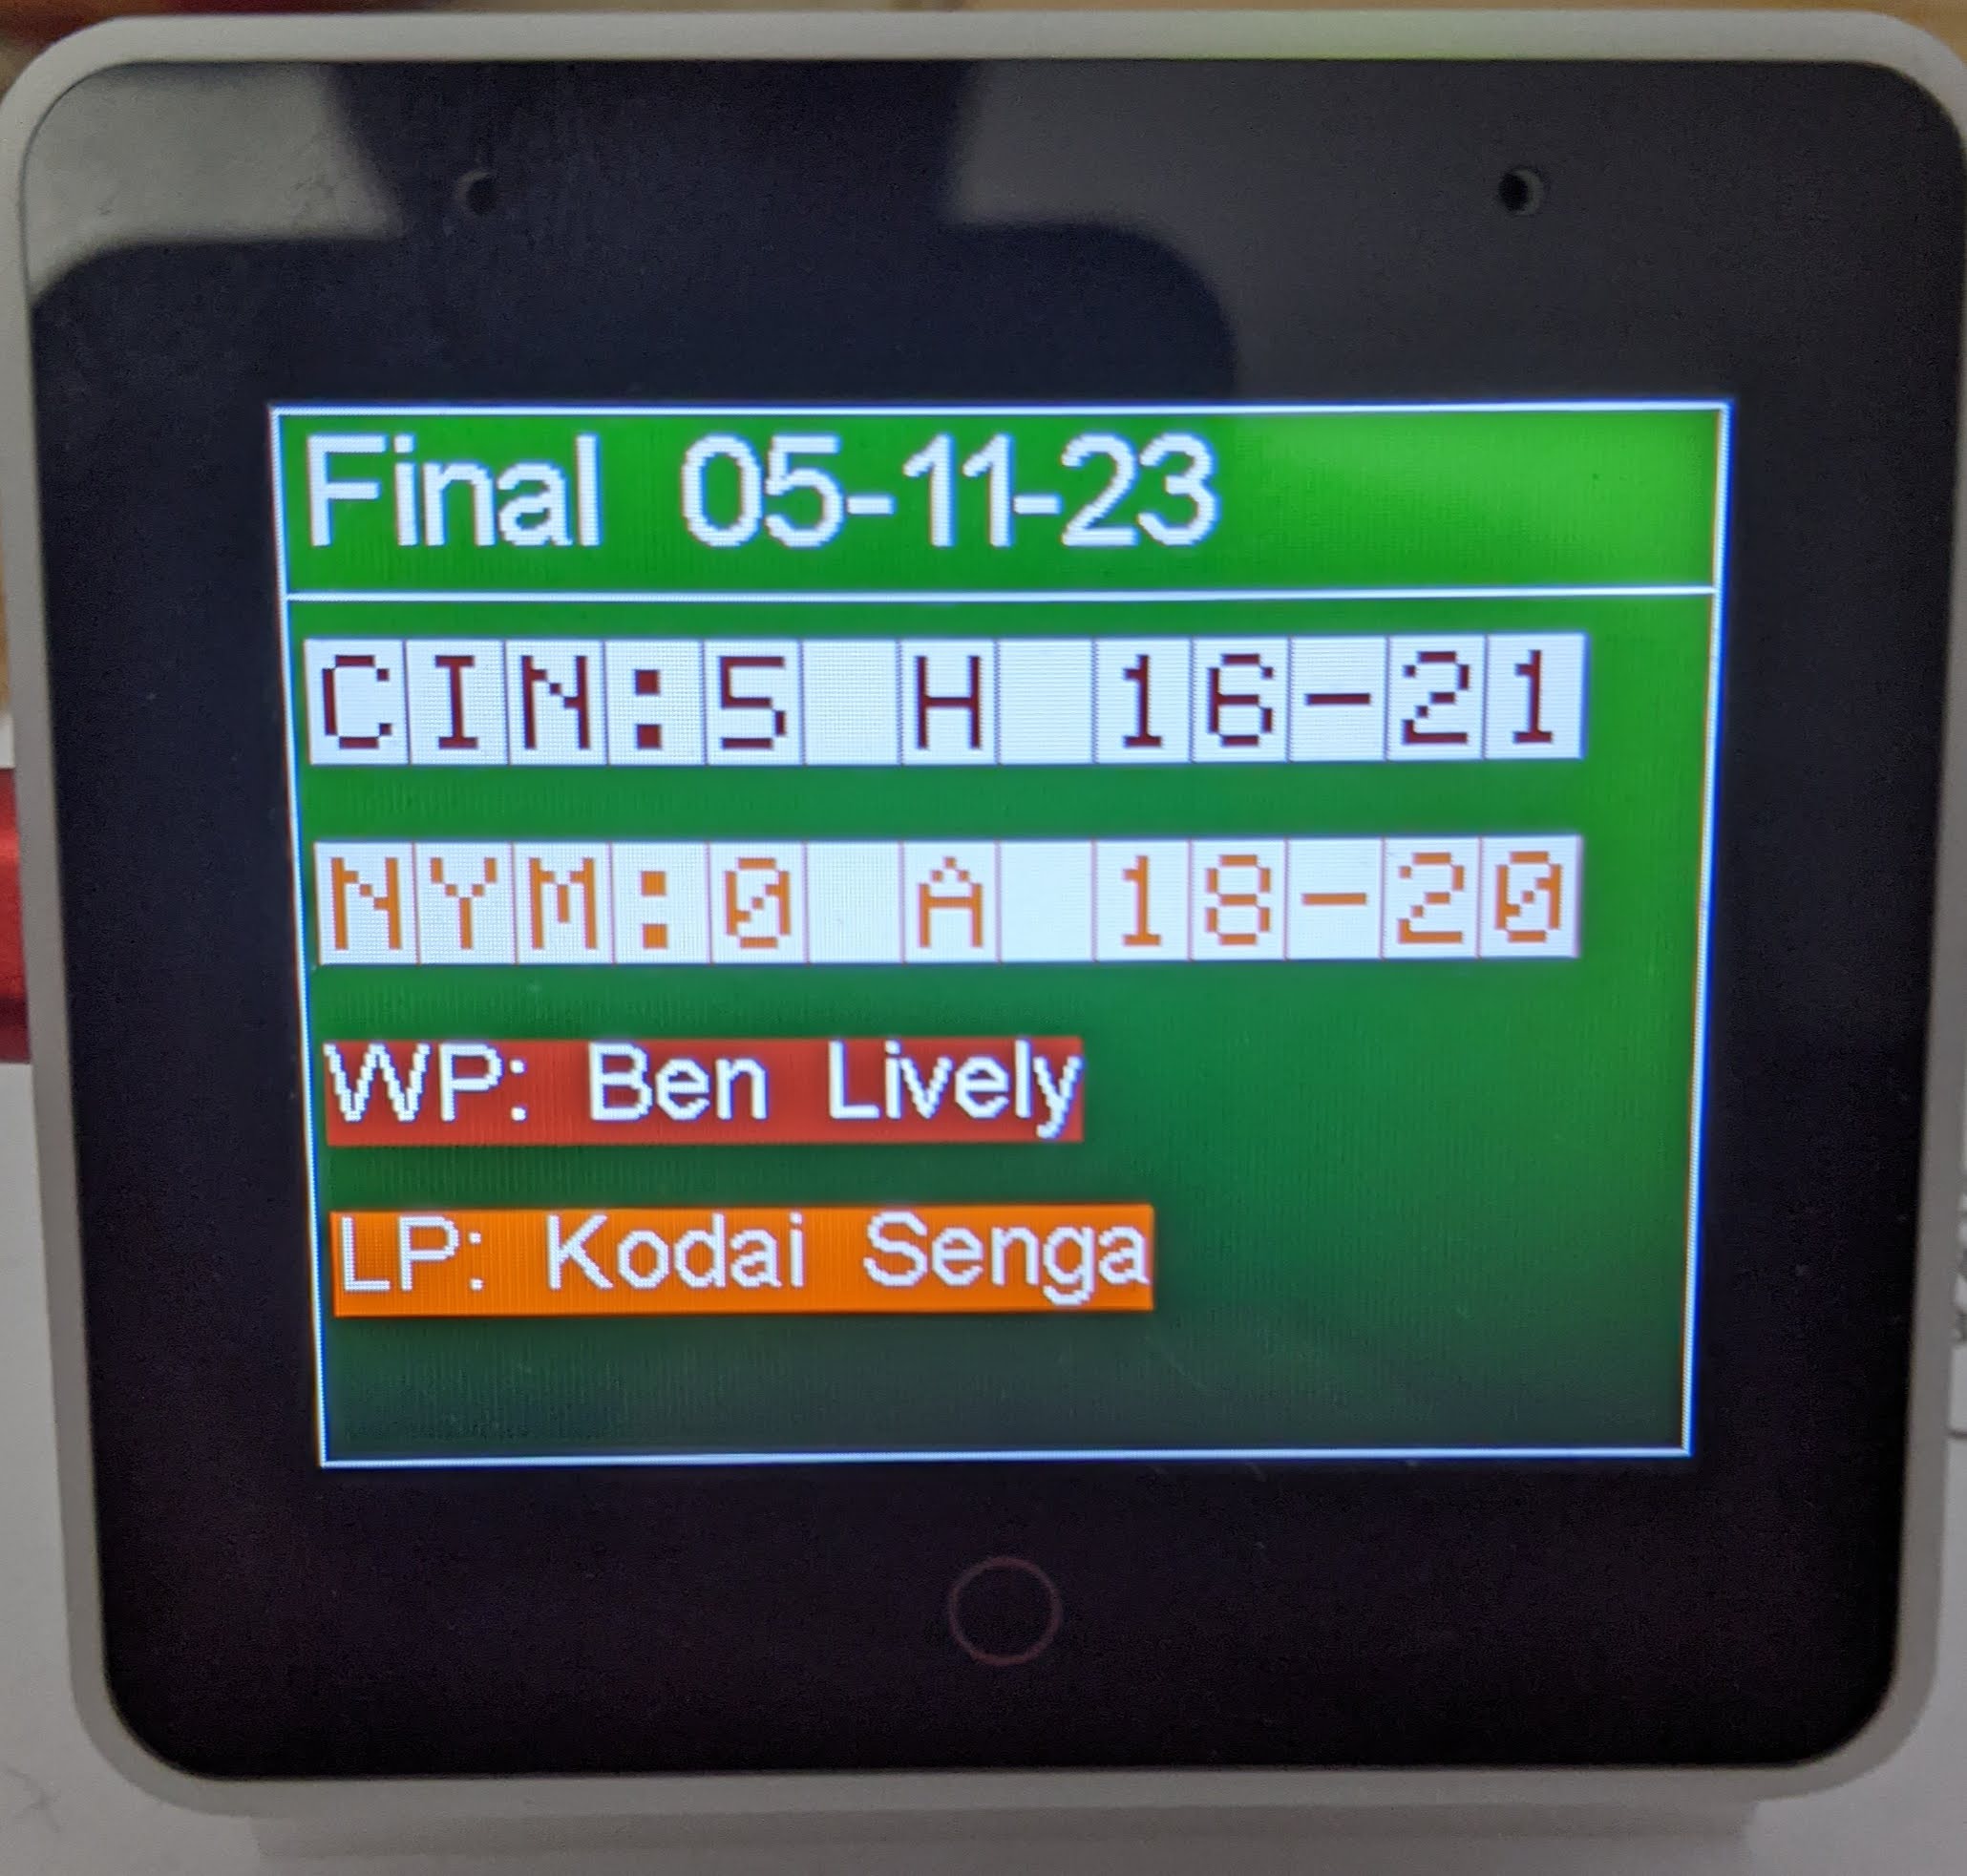 Final 05-11-23
CIN:5 H 16-21
NYM:0 A 18-20
WP: Ben Lively
LP: Kodai Senga